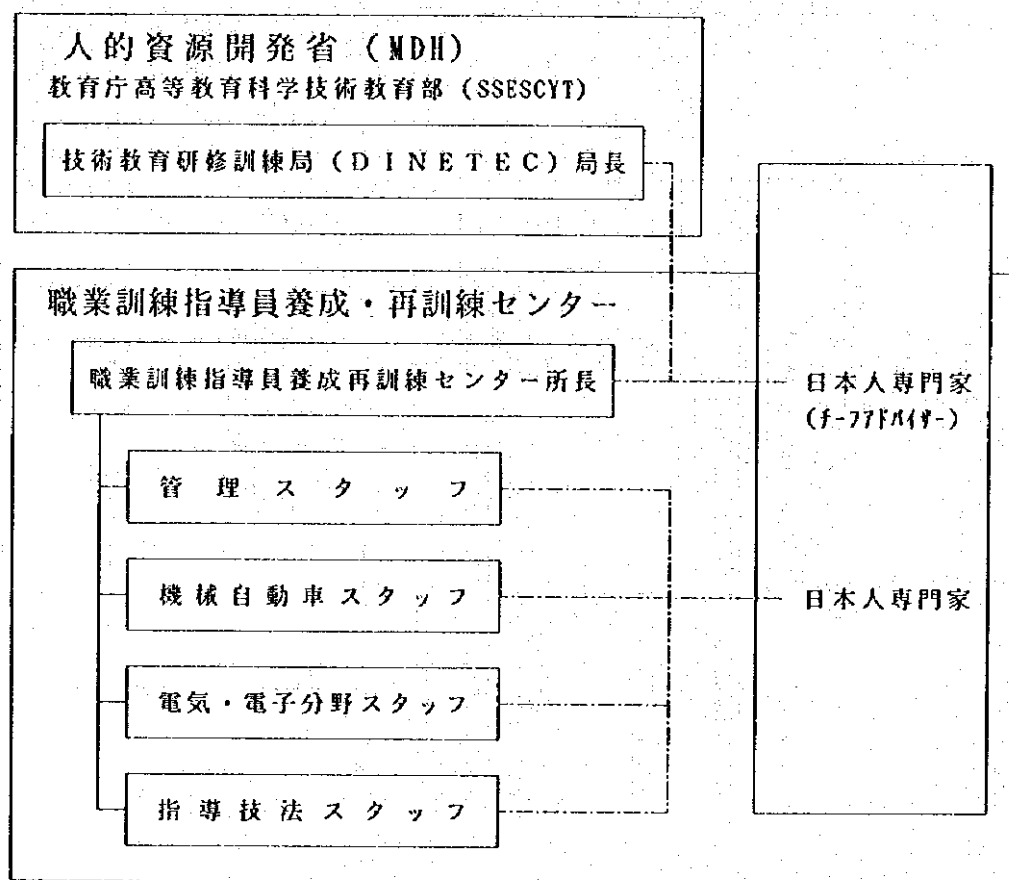 人的資源開発省(MDH)
教育庁高等教育科学技術教育部(SSESCYT)
技術教育研修訓練局(DINETEC)局長
職業訓練指導員養成・再訓練センター
職業訓練指導員養成再訓練センター所長
日本人専門家
(チーフアドバイザー)
管理スタッフ
機械自動車スタッフ
日本人専門家
電気・電子分野スタッフ
指導技法スタッフ